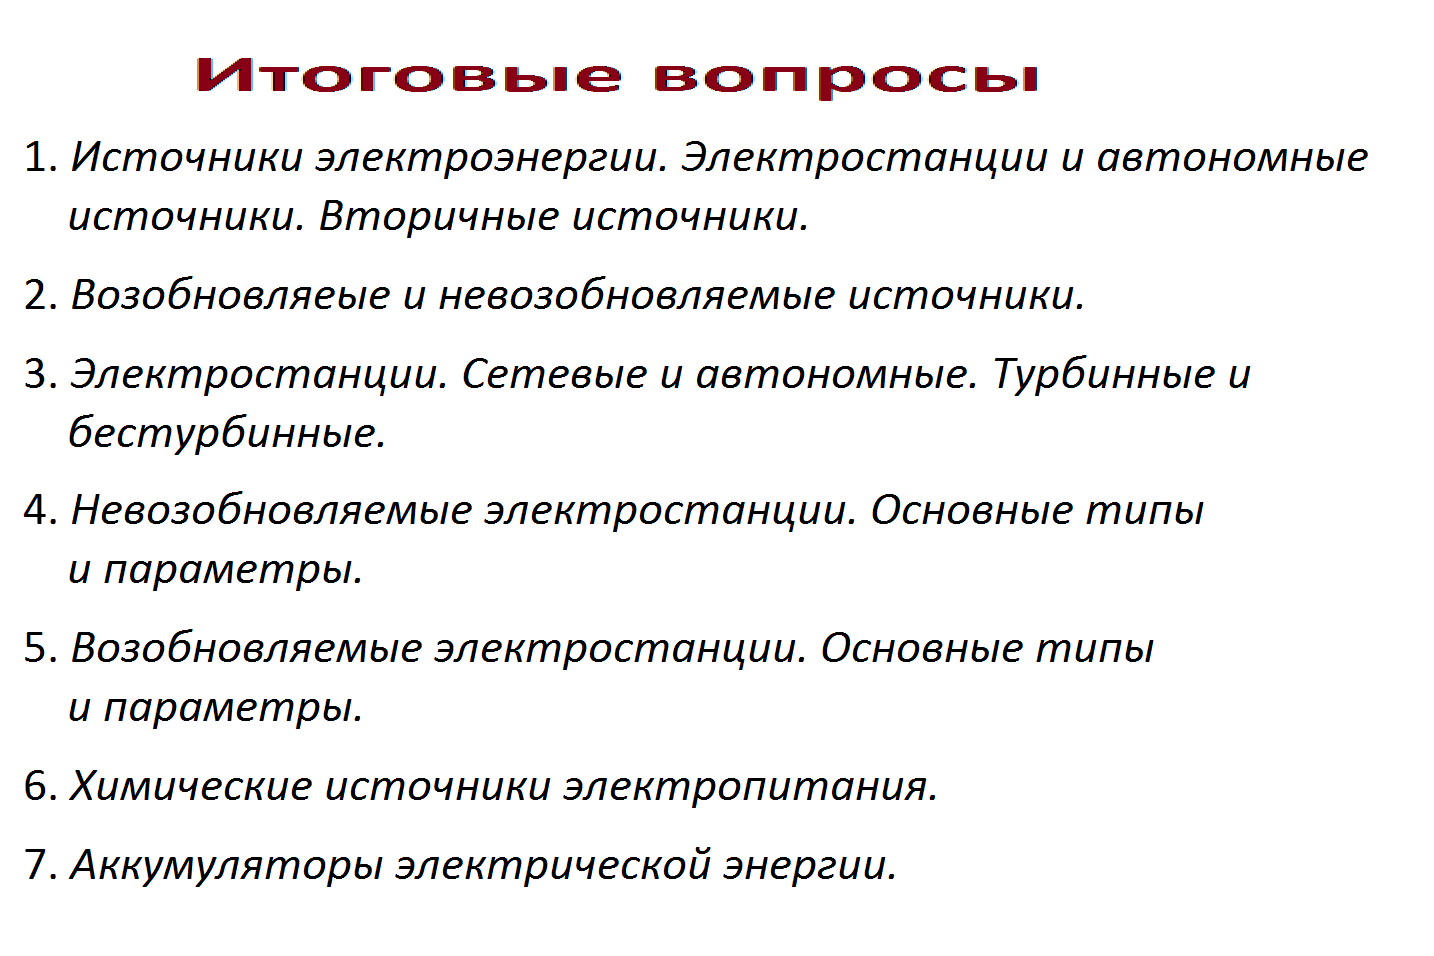 Итоговые вопросы
1. Источники электроэнергии. Электростанции и автономные
источники. Вторичные источники.
2. Возобновляеые и невозобновляемые источники.
3. Электростанции. Сетевые и автономные. Турбинные и
бестурбинные.
4. Невозобновляемые электростанции. Основные типы
и параметры.
5. Возобновляемые электростанции. Основные типы
и параметры.
6. Химические источники электропитания.
7. Аккумуляторы электрической энергии.